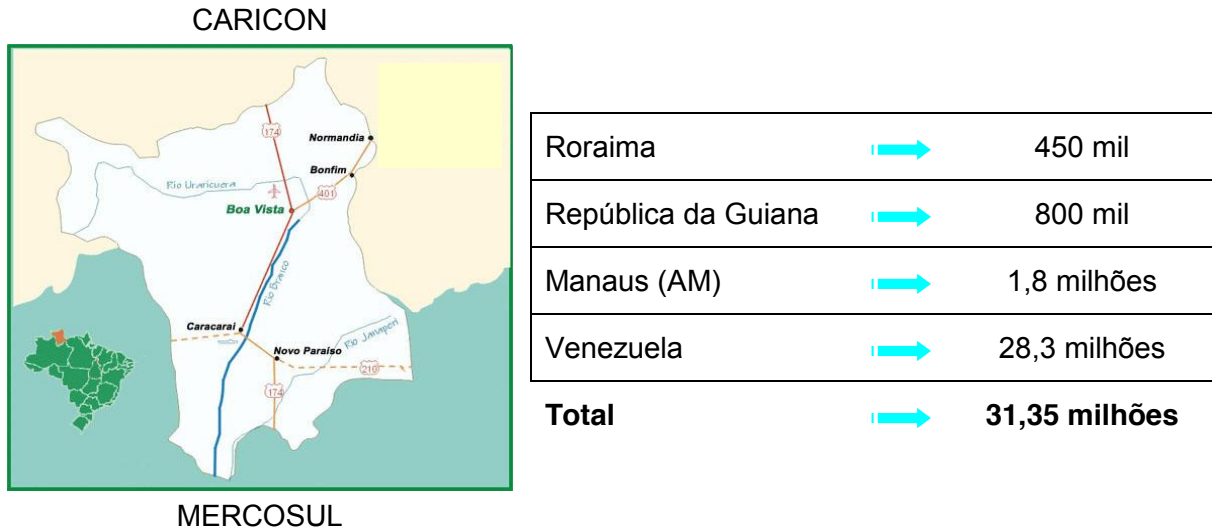 CARICON
174
Normandia
Bonfim
Rio Uraricuera
401
Boa Vista
Rio Branco
Caracarai
Rio Janaperi
Novo Paraíso
210
174
MERCOSUL
Roraima 450 mil
República da Guiana 800 mil
Manaus (AM) 1,8 milhões
Venezuela 28,3 milhões
Total 31,35 milhões